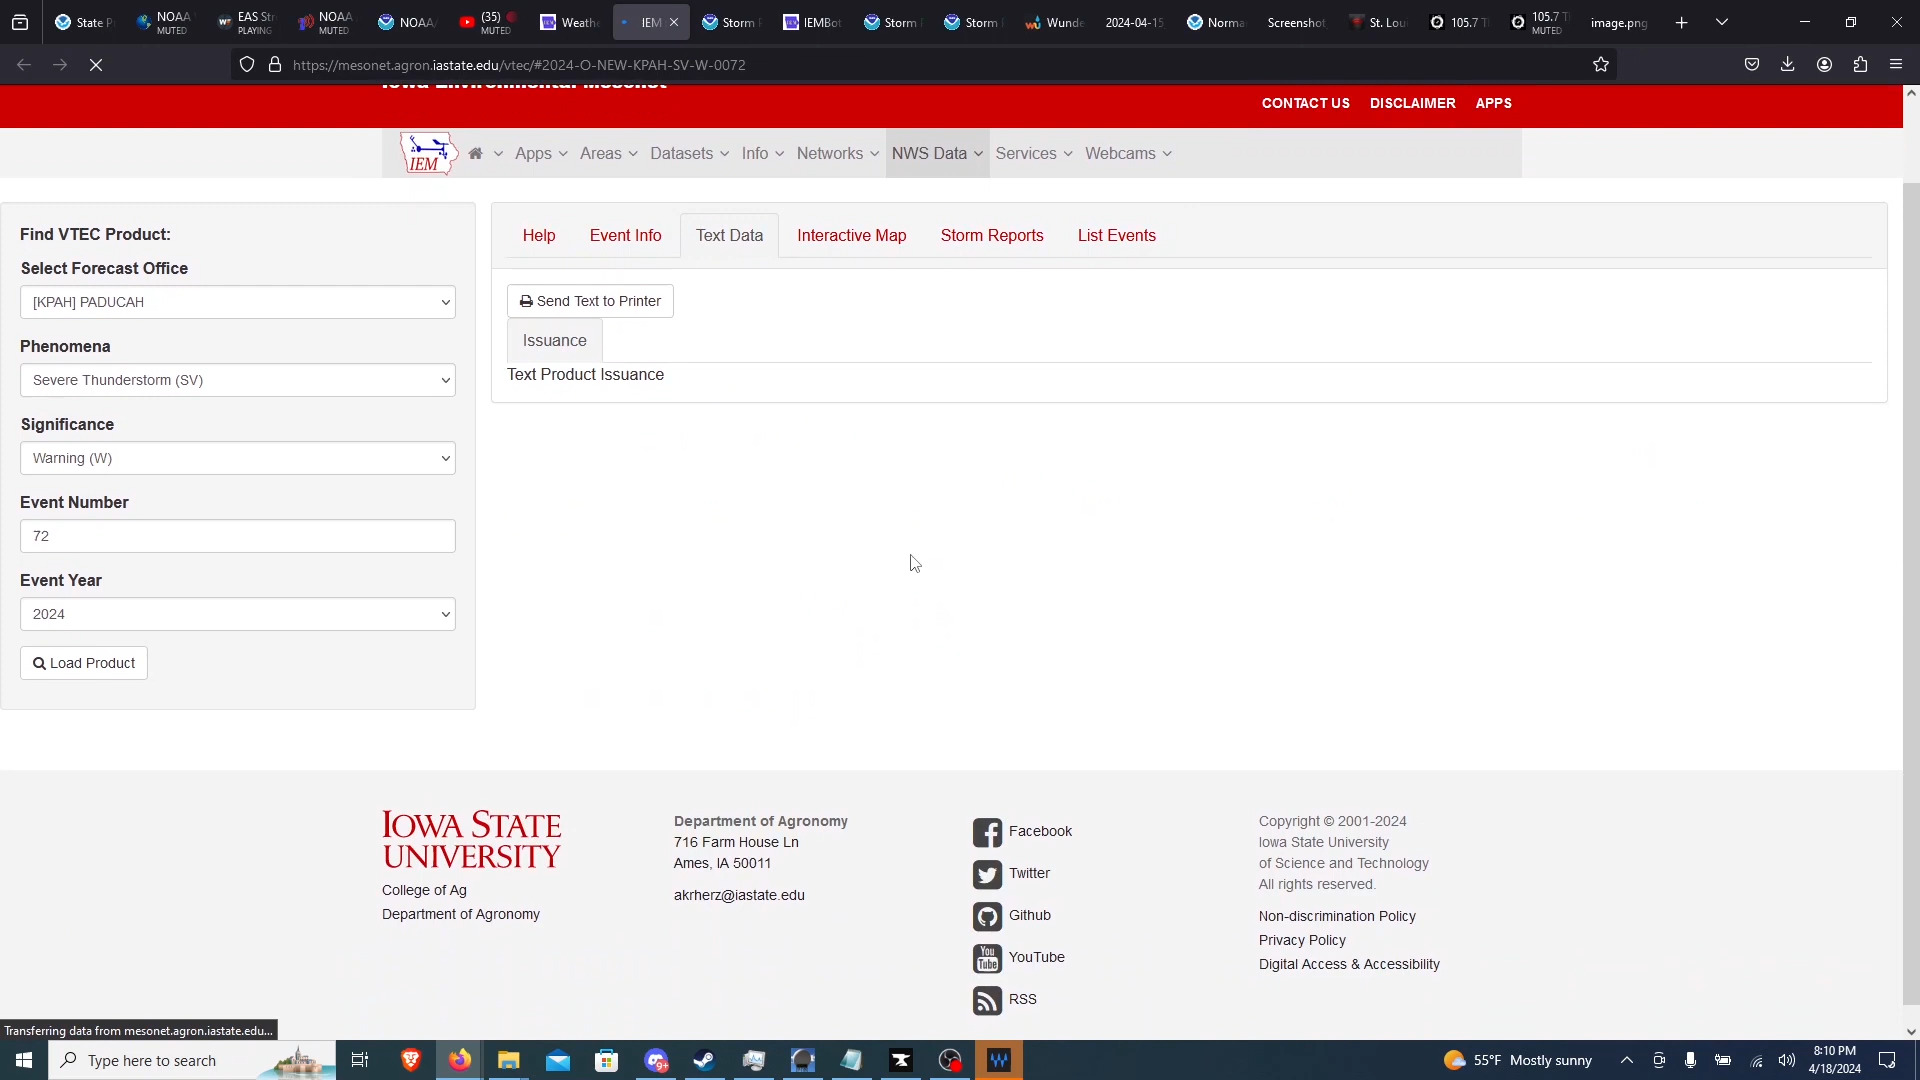 State P
NOAA
MUTED
EAS Str
PLAYING
NOAA
MUTED
NOAA/
(35)
MUTED
Weathe
IEM
Storm
IEMBot
Storm
Storm
Wunde
2024-04-15
Norma
Screenshot
St. Loui
105.7 T
105.7 T
MUTED
image.png
https://mesonet.agron.iastate.edu/vtec/#2024-O-NEW-KPAH-SV-W-0072
Iowa Environmental Mesonet
CONTACT US DISCLAIMER APPS
IEM
Apps Areas Datasets Info Networks NWS Data Services Webcams
Find VTEC Product:
Select Forecast Office
[KPAH] PADUCAH
Phenomena
Severe Thunderstorm (SV)
Significance
Warning (W)
Event Number
72
Event Year
2024
Load Product
Help Event Info Text Data Interactive Map Storm Reports List Events
Send Text to Printer
Issuance
Text Product Issuance
IOWA STATE
UNIVERSITY
College of Ag
Department of Agronomy
Department of Agronomy
716 Farm House Ln
Ames, IA 50011
akrherz@iastate.edu
Facebook
Twitter
Github
You
Tube
YouTube
RSS
Copyright © 2001-2024
Iowa State University
of Science and Technology
All rights reserved.
Non-discrimination Policy
Privacy Policy
Digital Access & Accessibility
Transferring data from mesonet.agron.iastate.edu...
Type here to search
9+
55°F Mostly sunny
8:10 PM
4/18/2024